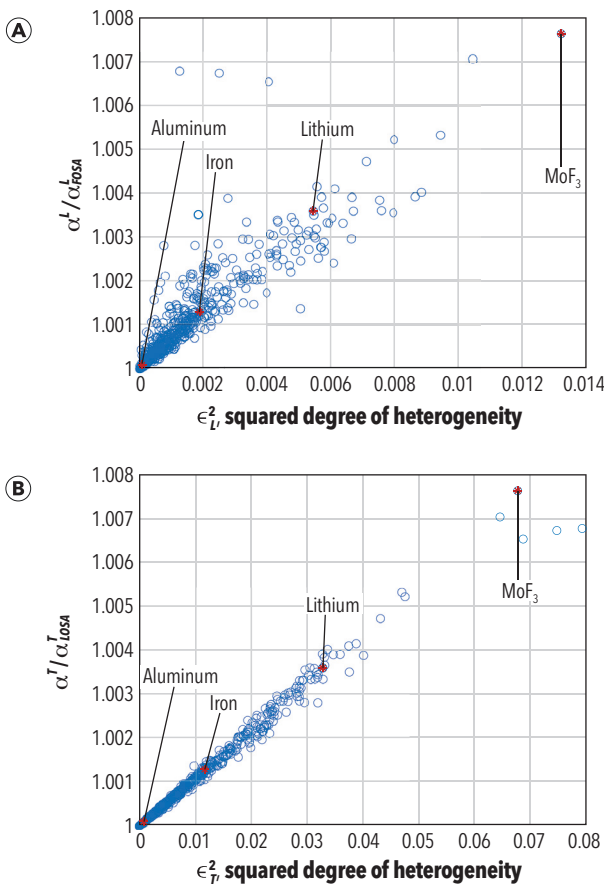 A
1.008
1.007
1.006
1.005
1.004
1.003
1.002
1.001
1
α^L/α^L_FOSA
Aluminum
Iron
Lithium
MoF₃
0 0.002 0.004 0.006 0.008 0.01 0.012 0.014
ϵ²_L, squared degree of heterogeneity
B
1.008
1.007
1.006
1.005
1.004
1.003
1.002
1.001
1
α^T/α^T_LOSA
Aluminum
Iron
Lithium
MoF₃
0 0.01 0.02 0.03 0.04 0.05 0.06 0.07 0.08
ϵ²_T, squared degree of heterogeneity